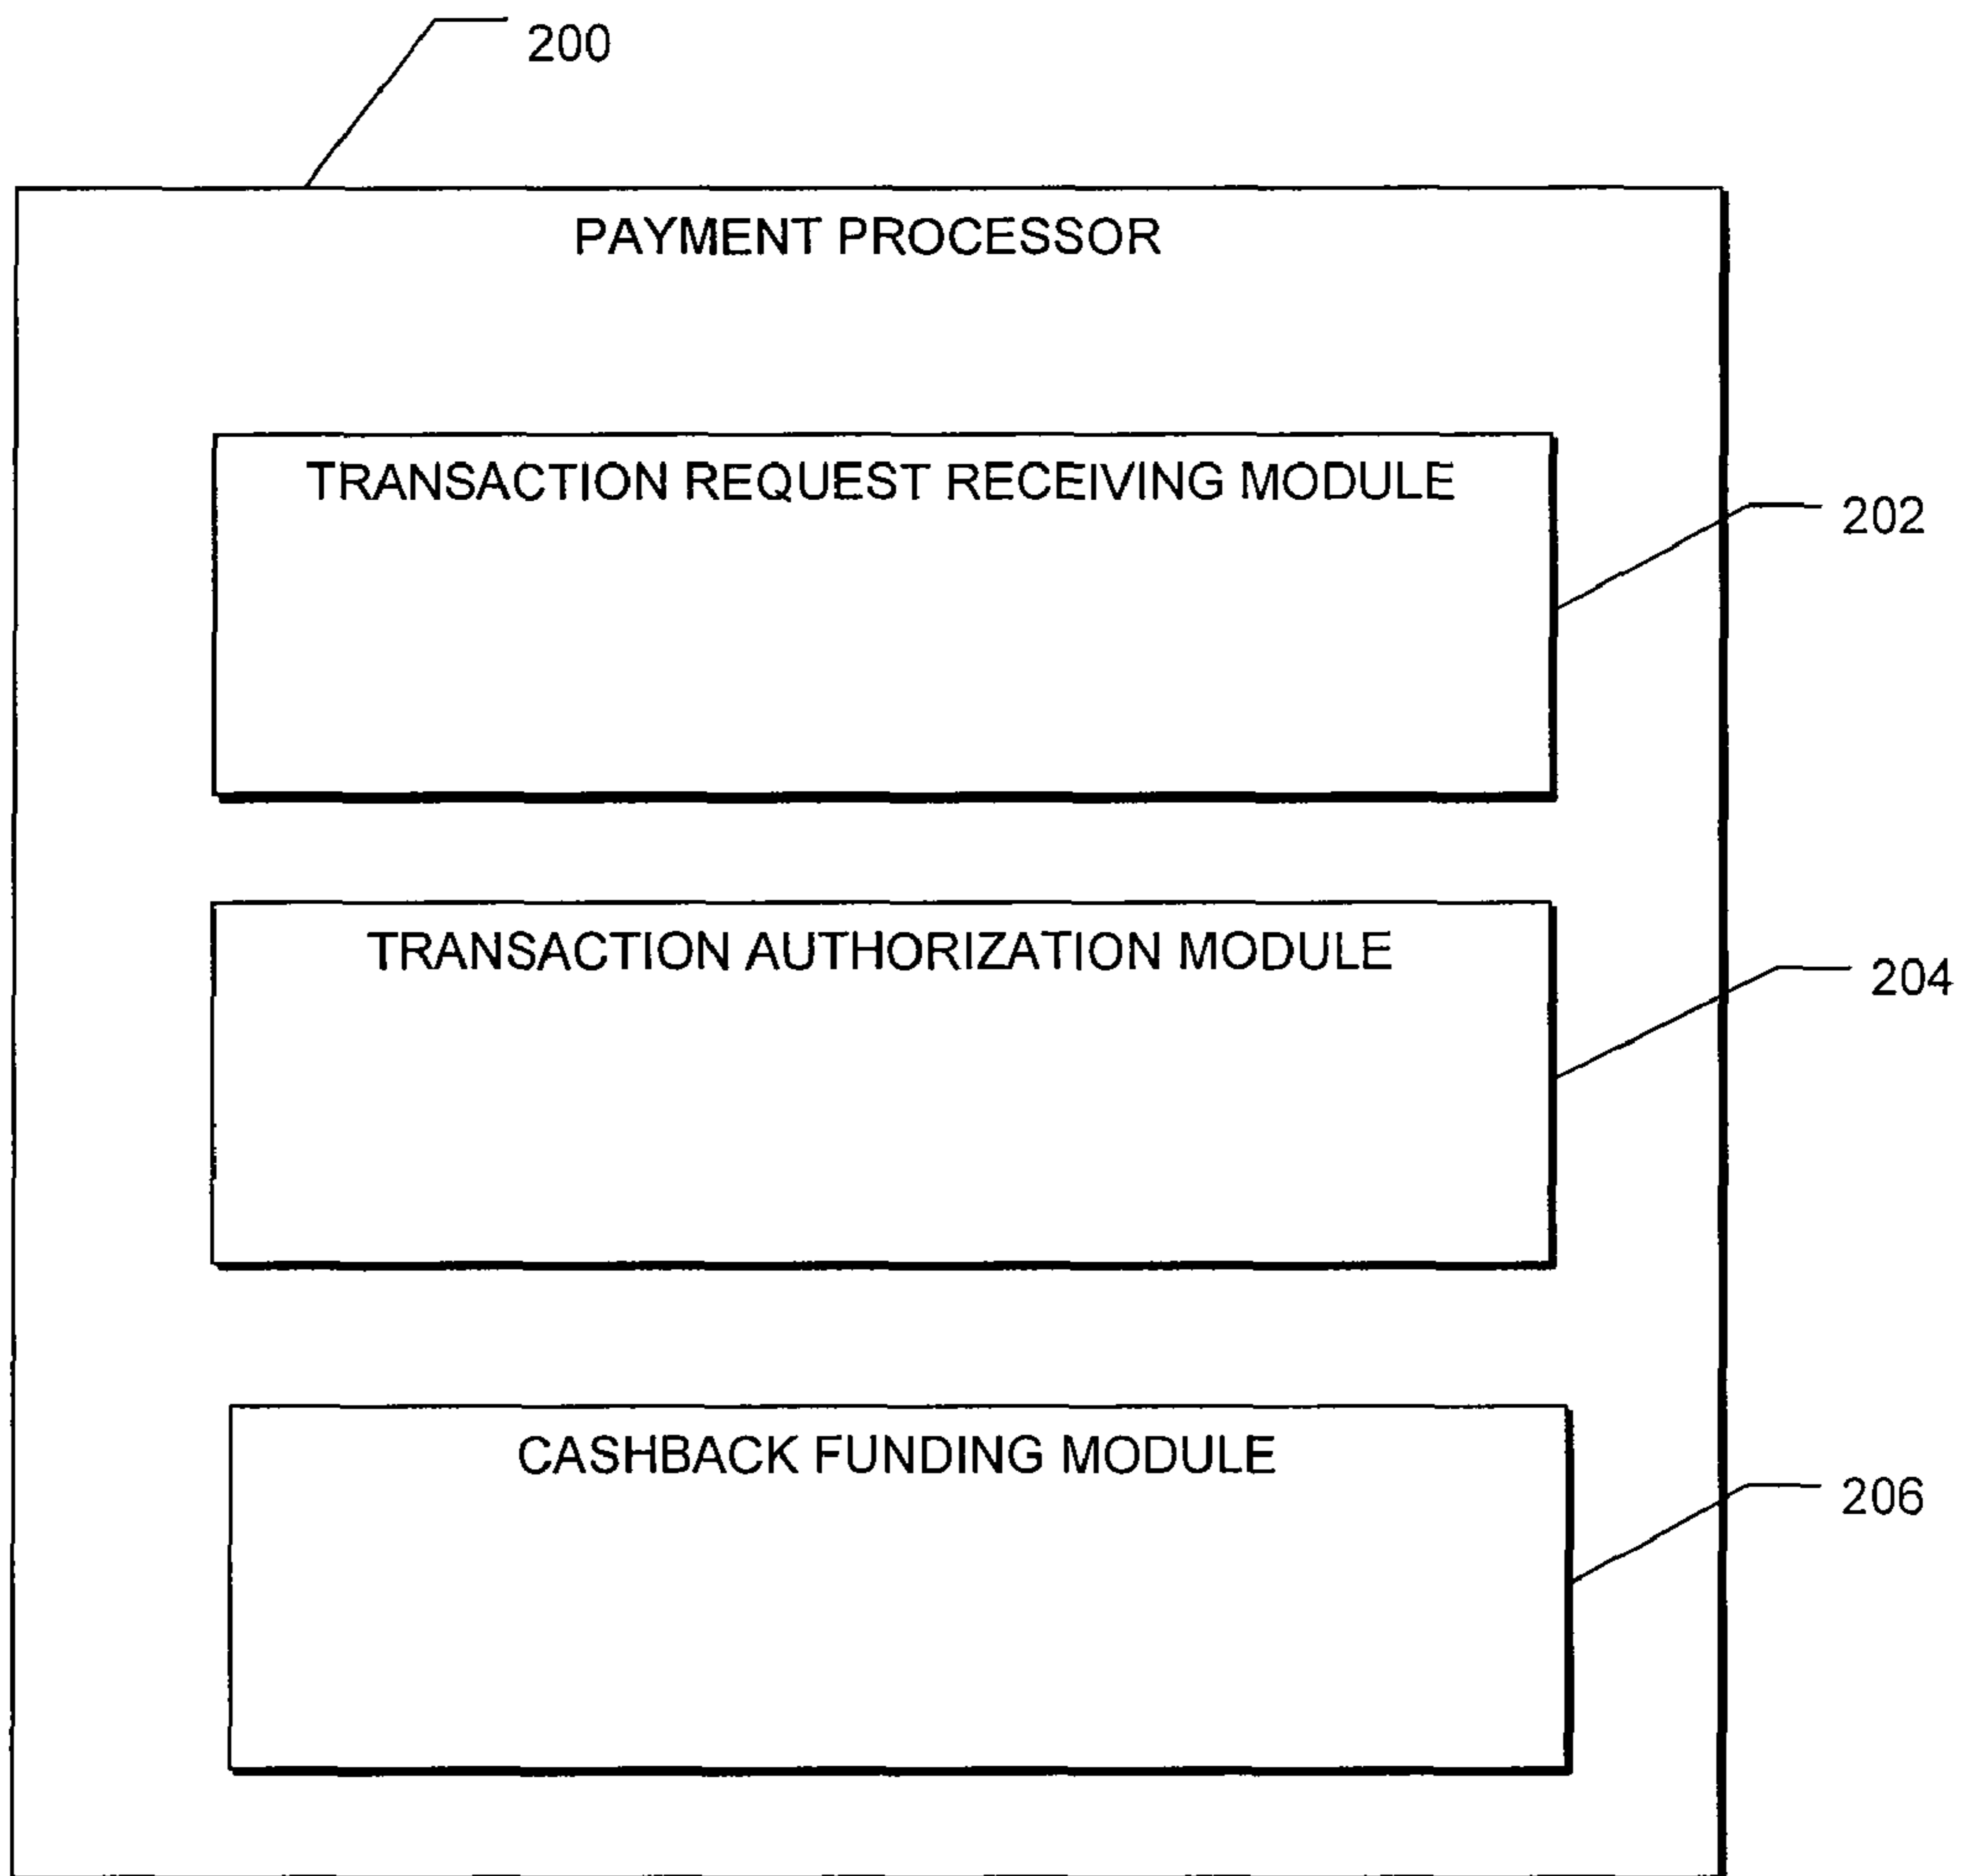 200
PAYMENT PROCESSOR
TRANSACTION REQUEST RECEIVING MODULE
202
TRANSACTION AUTHORIZATION MODULE
204
CASHBACK FUNDING MODULE
206